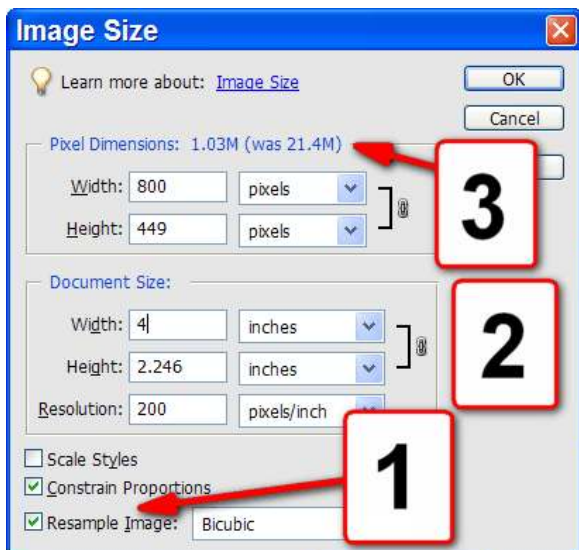 Image Size
Learn more about: Image Size
OK
Cancel
Pixel Dimensions: 1.03M (was 21.4M)
Width: 800 pixels
Height: 449 pixels
3
Document Size:
Width: 4 inches
Height: 2.246 inches
Resolution: 200 pixels/inch
2
Scale Styles
Constrain Proportions
Resample Image: Bicubic
1